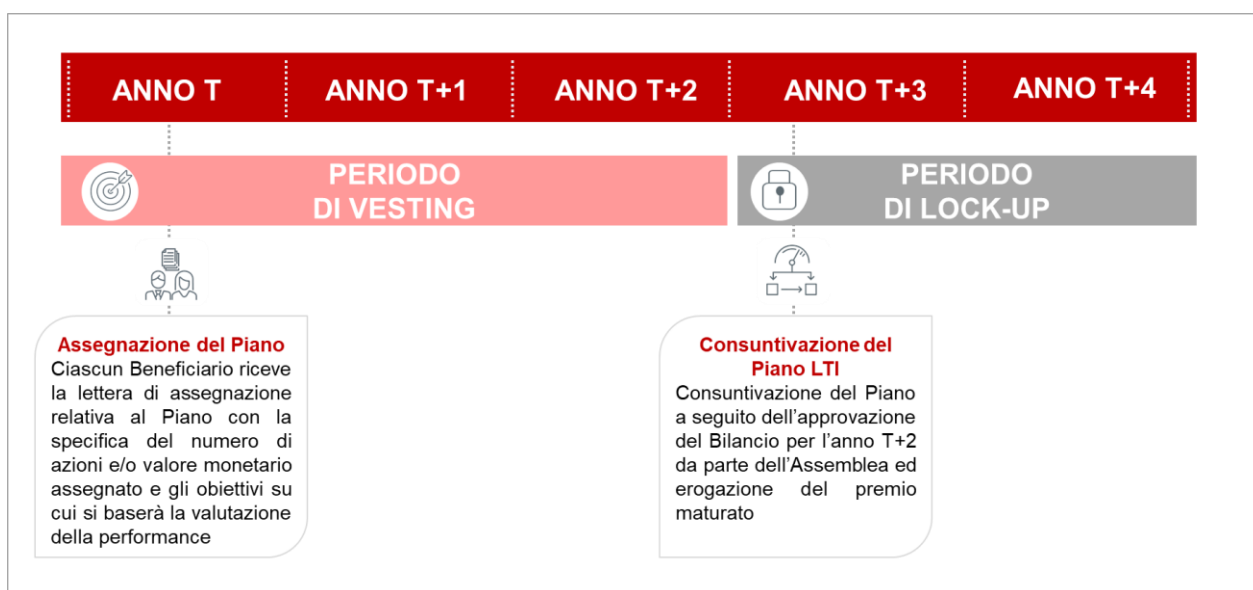 ANNO T ANNO T+1 ANNO T+2 ANNO T+3 ANNO T+4
PERIODO
DI VESTING
PERIODO
DI LOCK-UP
Assegnazione del Piano
Ciascun Beneficiario riceve
la lettera di assegnazione
relativa al Piano con la
specifica del numero di
azioni e/o valore monetario
assegnato e gli obiettivi su
cui si baserà la valutazione
della performance
Consuntivazione del
Piano LTI
Consuntivazione del Piano
a seguito dell'approvazione
del Bilancio per l'anno T+2
da parte dell'Assemblea ed
erogazione del premio
maturato